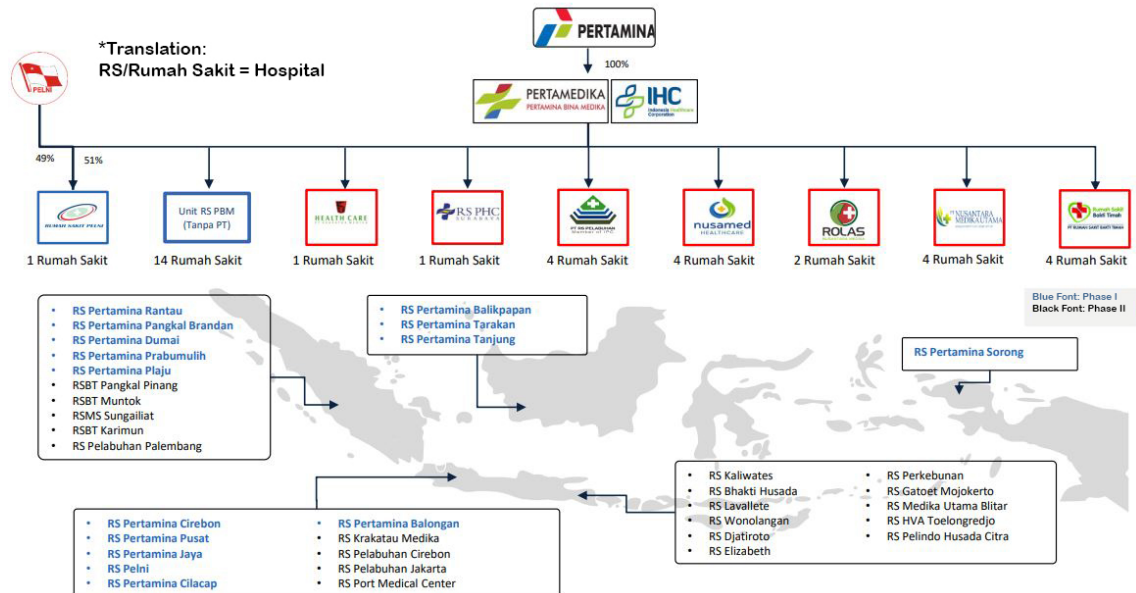 PERTAMINA
*Translation:
RS/Rumah Sakit = Hospital
PELNI
100%
PERTAMEDIKA
PERTAMINA BINA MEDIKA
IHC
Indonesia Healthcare
Corporation
49%
51%
RUMAH SAKIT PELNI
Unit RS PBM
(Tanpa PT)
HEALTH CARE
RS PHC
SURABAYA
PT RS PELABUHAN
Member of IPC
nusamed
HEALTHCARE
ROLAS
NUSANTARA
MEDIKA UTAMA
Rumah Sakit
Bakti Timah
PT RUMAH SAKIT BAKTI TIMAH
1 Rumah Sakit
14 Rumah Sakit
1 Rumah Sakit
1 Rumah Sakit
4 Rumah Sakit
4 Rumah Sakit
2 Rumah Sakit
4 Rumah Sakit
4 Rumah Sakit
Blue Font: Phase I
Black Font: Phase II
• RS Pertamina Rantau
• RS Pertamina Pangkal Brandan
• RS Pertamina Dumai
• RS Pertamina Prabumulih
• RS Pertamina Plaju
• RSBT Pangkal Pinang
• RSBT Muntok
• RSMS Sungailiat
• RSBT Karimun
• RS Pelabuhan Palembang
• RS Pertamina Balikpapan
• RS Pertamina Tarakan
• RS Pertamina Tanjung
RS Pertamina Sorong
• RS Pertamina Cirebon
• RS Pertamina Pusat
• RS Pertamina Jaya
• RS Pelni
• RS Pertamina Cilacap
• RS Pertamina Balongan
• RS Krakatau Medika
• RS Pelabuhan Cirebon
• RS Pelabuhan Jakarta
• RS Port Medical Center
• RS Kaliwates
• RS Bhakti Husada
• RS Lavallete
• RS Wonolangan
• RS Djatiroto
• RS Elizabeth
• RS Perkebunan
• RS Gatoet Mojokerto
• RS Medika Utama Blitar
• RS HVA Toelongredjo
• RS Pelindo Husada Citra